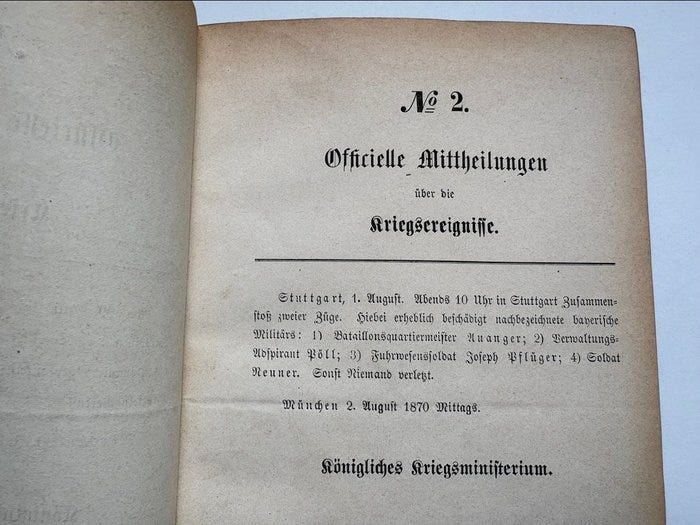 № 2.
Officielle Mittheilungen
über die
Kriegsereignisse.
Stuttgart, 1. August. Abends 10 Uhr in Stuttgart Zusammen-
stoß zweier Züge. Hiebei erheblich beschädigt nachbezeichnete bayerische
Militärs: 1) Bataillonsquartiermeister Auanger; 2) Verwaltungs-
Adspirant Pöll; 3) Fuhrwesenssoldat Joseph Pflüger; 4) Soldat
Neuner. Sonst Niemand verletzt.
München 2. August 1870 Mittags.
Königliches Kriegsministerium.